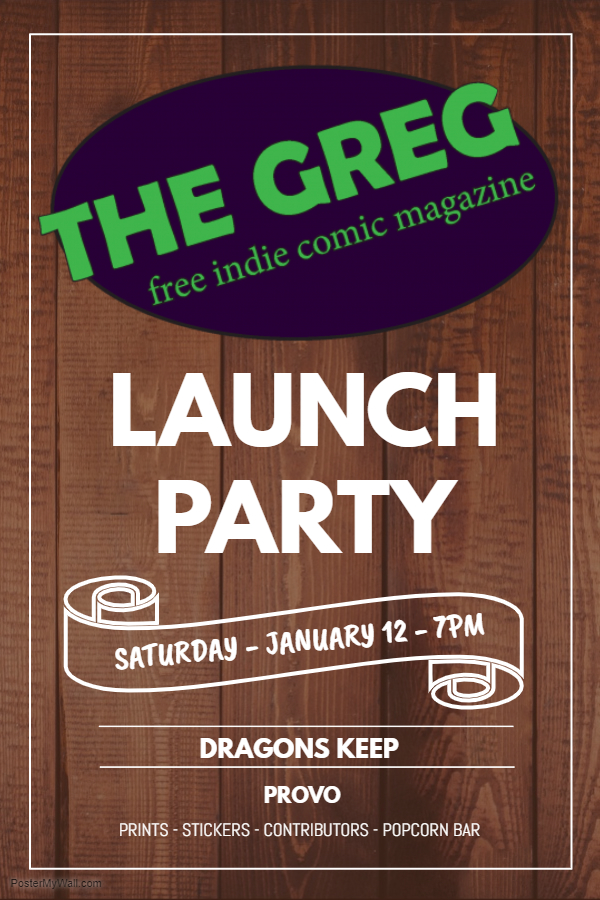 THE GREG
free indie comic magazine
LAUNCH
PARTY
SATURDAY - JANUARY 12 - 7PM
DRAGONS KEEP
PROVO
PRINTS - STICKERS - CONTRIBUTORS - POPCORN BAR
PosterMyWall.com